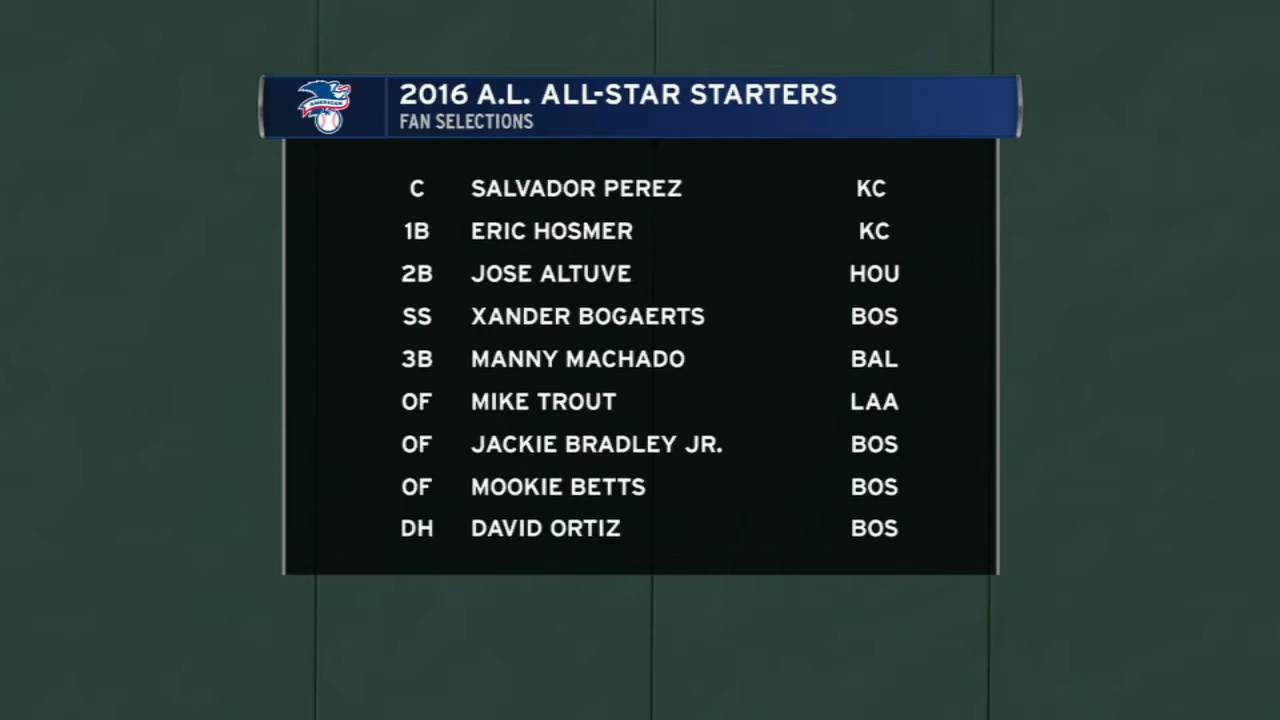 AMERICAN
2016 A.L. ALL-STAR STARTERS
FAN SELECTIONS
C SALVADOR PEREZ KC
1B ERIC HOSMER KC
2B JOSE ALTUVE HOU
SS XANDER BOGAERTS BOS
3B MANNY MACHADO BAL
OF MIKE TROUT LAA
OF JACKIE BRADLEY JR. BOS
OF MOOKIE BETTS BOS
DH DAVID ORTIZ BOS